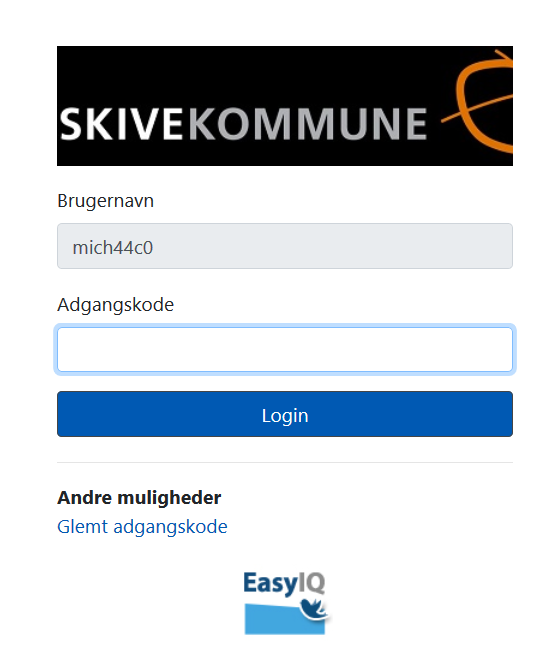 SKIVEKOMMUNE
Brugernavn
mich44c0
Adgangskode
Login
Andre muligheder
Glemt adgangskode
EasyIQ